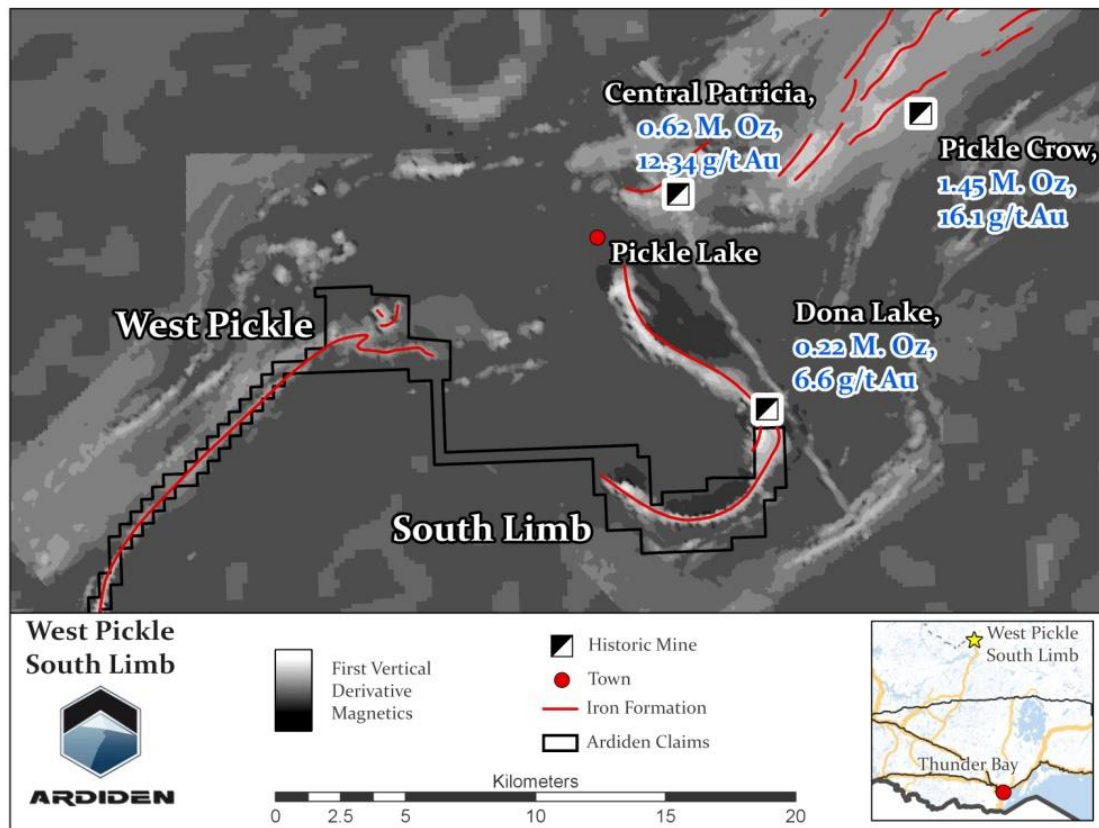 Central Patricia,
0.62 M. Oz,
12.34 g/t Au
Pickle Crow,
1.45 M. Oz,
16.1 g/t Au
Pickle Lake
West Pickle
Dona Lake,
0.22 M. Oz,
6.6 g/t Au
South Limb
West Pickle
South Limb
ARDIDEN
First Vertical
Derivative
Magnetics
Historic Mine
Town
Iron Formation
Ardiden Claims
Kilometers
0 2.5 5 10 15 20
West Pickle
South Limb
Thunder Bay